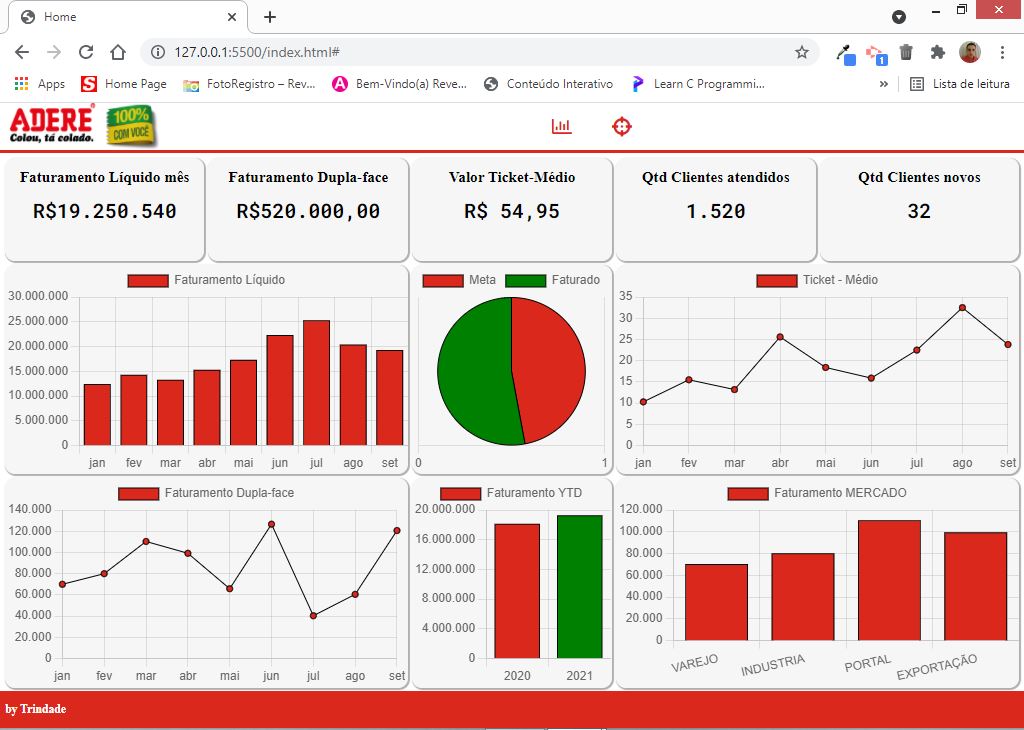 Home
127.0.0.1:5500/index.html#
1
Apps
Home Page
FotoRegistro – Rev...
Bem-Vindo(a) Reve...
Conteúdo Interativo
Learn C Programmi...
»
Lista de leitura
ADERE
Colou, tá colado.
100%
COM VOCÊ
Faturamento Líquido mês
R$19.250.540
Faturamento Dupla-face
R$520.000,00
Valor Ticket-Médio
R$ 54,95
Qtd Clientes atendidos
1.520
Qtd Clientes novos
32
Faturamento Líquido
30.000.000
25.000.000
20.000.000
15.000.000
10.000.000
5.000.000
0
jan fev mar abr mai jun jul ago set
Meta Faturado
0 1
Ticket - Médio
35
30
25
20
15
10
5
0
jan fev mar abr mai jun jul ago set
Faturamento Dupla-face
140.000
120.000
100.000
80.000
60.000
40.000
20.000
0
jan fev mar abr mai jun jul ago set
Faturamento YTD
20.000.000
16.000.000
12.000.000
8.000.000
4.000.000
0
2020 2021
Faturamento MERCADO
120.000
100.000
80.000
60.000
40.000
20.000
0
VAREJO INDUSTRIA PORTAL EXPORTAÇÃO
by Trindade